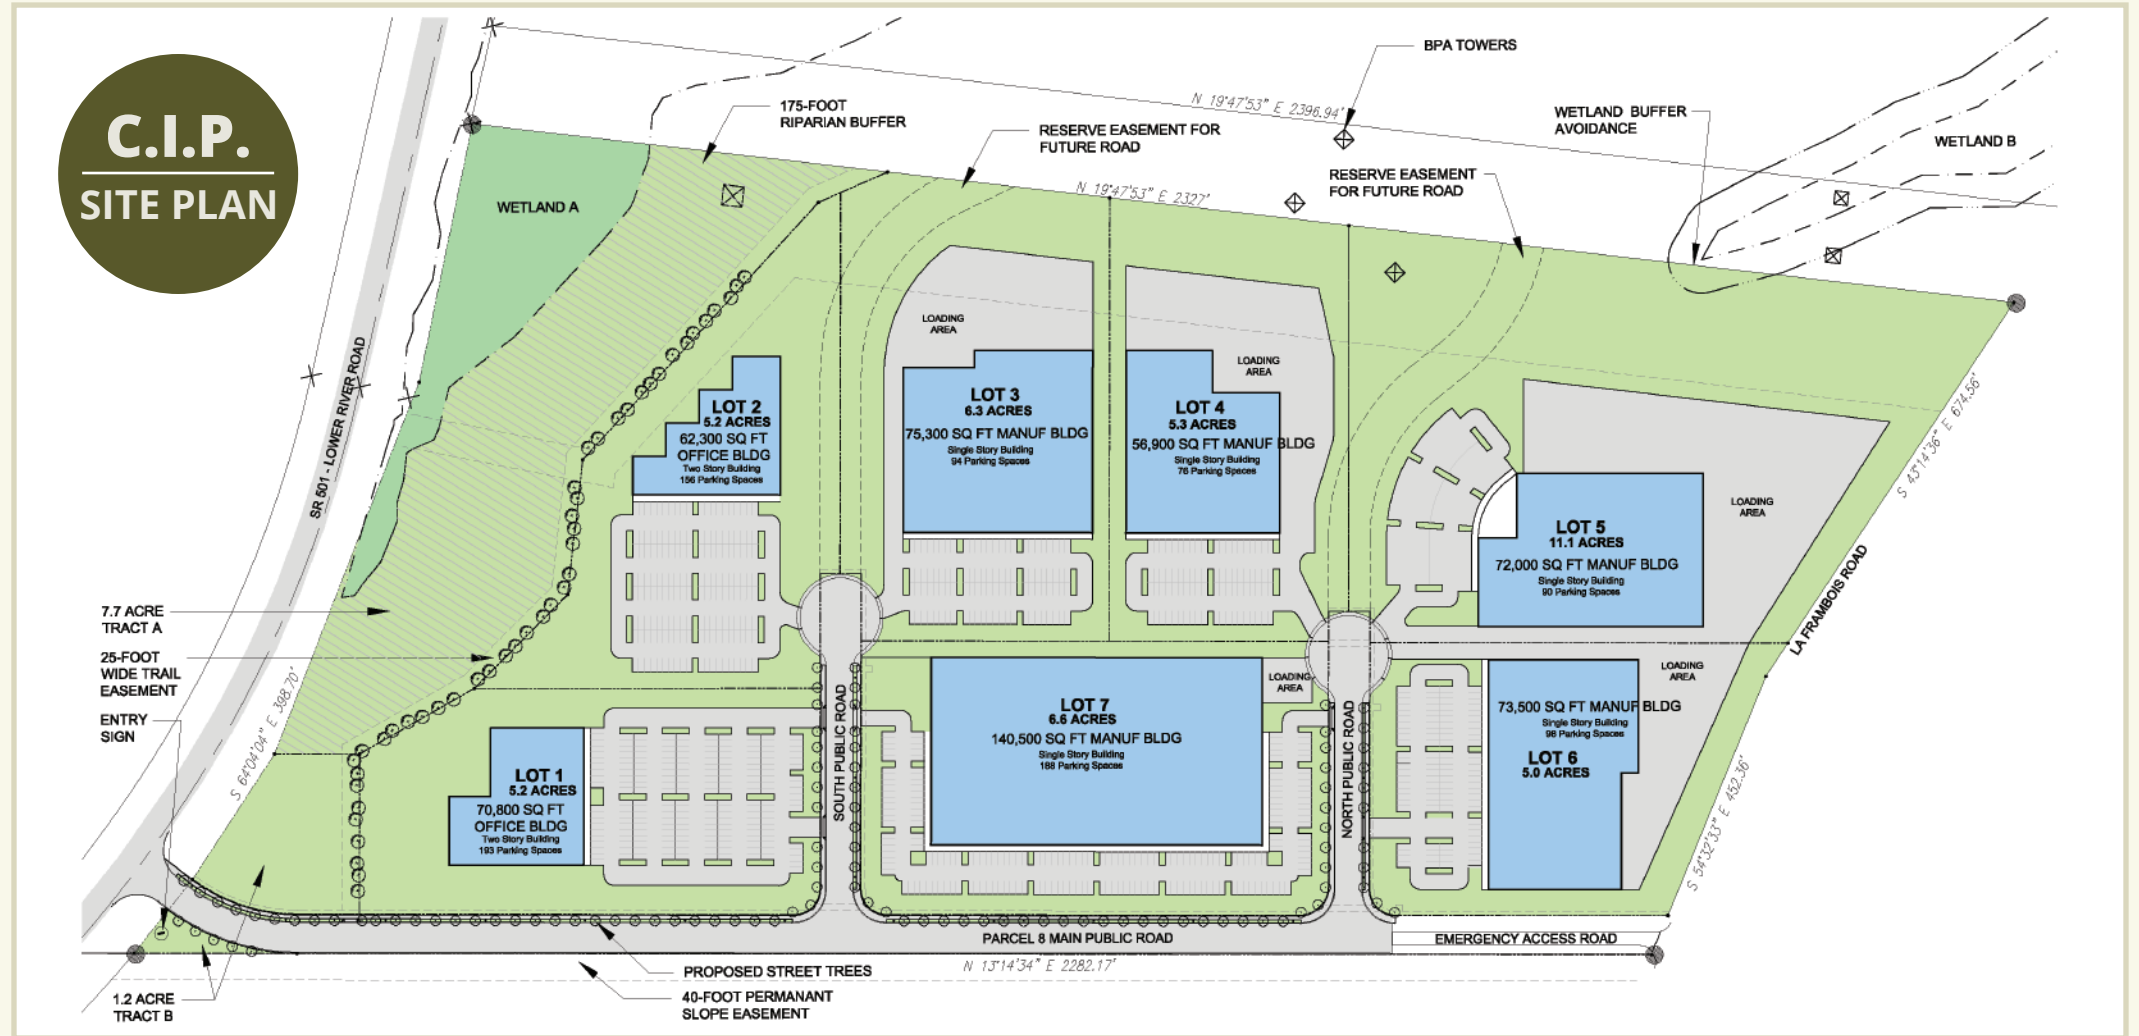 C.I.P.
SITE PLAN
BPA TOWERS
N 19°47'53" E 2396.94'
175-FOOT
RIPARIAN BUFFER
RESERVE EASEMENT FOR
FUTURE ROAD
WETLAND BUFFER
AVOIDANCE
WETLAND B
RESERVE EASEMENT
FOR FUTURE ROAD
N 19°47'53" E 2327'
WETLAND A
SR 501 - LOWER RIVER ROAD
LOADING
AREA
LOADING
AREA
LOT 2
5.2 ACRES
62,300 SQ FT
OFFICE BLDG
Two Story Building
156 Parking Spaces
LOT 3
6.3 ACRES
75,300 SQ FT MANUF BLDG
Single Story Building
94 Parking Spaces
LOT 4
5.3 ACRES
56,900 SQ FT MANUF BLDG
Single Story Building
76 Parking Spaces
S 43°14'36" E 674.56'
LOADING
AREA
LOT 5
11.1 ACRES
72,000 SQ FT MANUF BLDG
Single Story Building
90 Parking Spaces
LA FRAMBOIS ROAD
7.7 ACRE
TRACT A
25-FOOT
WIDE TRAIL
EASEMENT
ENTRY
SIGN
S 64°04'04" E 398.70'
LOADING
AREA
LOADING
AREA
SOUTH PUBLIC ROAD
NORTH PUBLIC ROAD
LOT 7
6.6 ACRES
140,500 SQ FT MANUF BLDG
Single Story Building
188 Parking Spaces
73,500 SQ FT MANUF BLDG
Single Story Building
98 Parking Spaces
LOT 6
5.0 ACRES
S 54°32'33" E 452.36'
LOT 1
5.2 ACRES
70,800 SQ FT
OFFICE BLDG
Two Story Building
193 Parking Spaces
PARCEL 8 MAIN PUBLIC ROAD
EMERGENCY ACCESS ROAD
N 13°14'34" E 2282.17'
PROPOSED STREET TREES
40-FOOT PERMANANT
SLOPE EASEMENT
1.2 ACRE
TRACT B